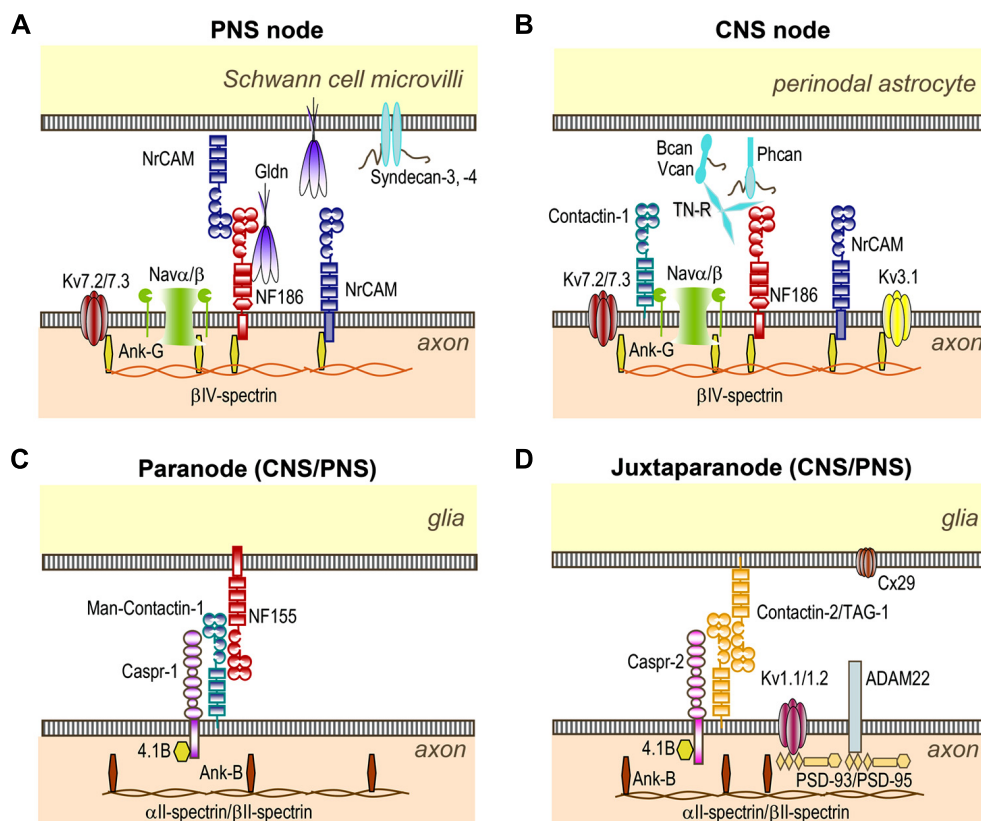 A
PNS node
Schwann cell microvilli
NrCAM
Gldn
Syndecan-3, -4
Kv7.2/7.3
Navα/β
NF186
NrCAM
Ank-G
axon
βIV-spectrin
B
CNS node
perinodal astrocyte
Bcan
Vcan
Phcan
TN-R
Contactin-1
NrCAM
Kv7.2/7.3
Navα/β
NF186
Kv3.1
Ank-G
axon
βIV-spectrin
C
Paranode (CNS/PNS)
glia
Man-Contactin-1
NF155
Caspr-1
4.1B
Ank-B
axon
αII-spectrin/βII-spectrin
D
Juxtaparanode (CNS/PNS)
glia
Cx29
Contactin-2/TAG-1
Caspr-2
Kv1.1/1.2
ADAM22
4.1B
Ank-B
axon
PSD-93/PSD-95
αII-spectrin/βII-spectrin